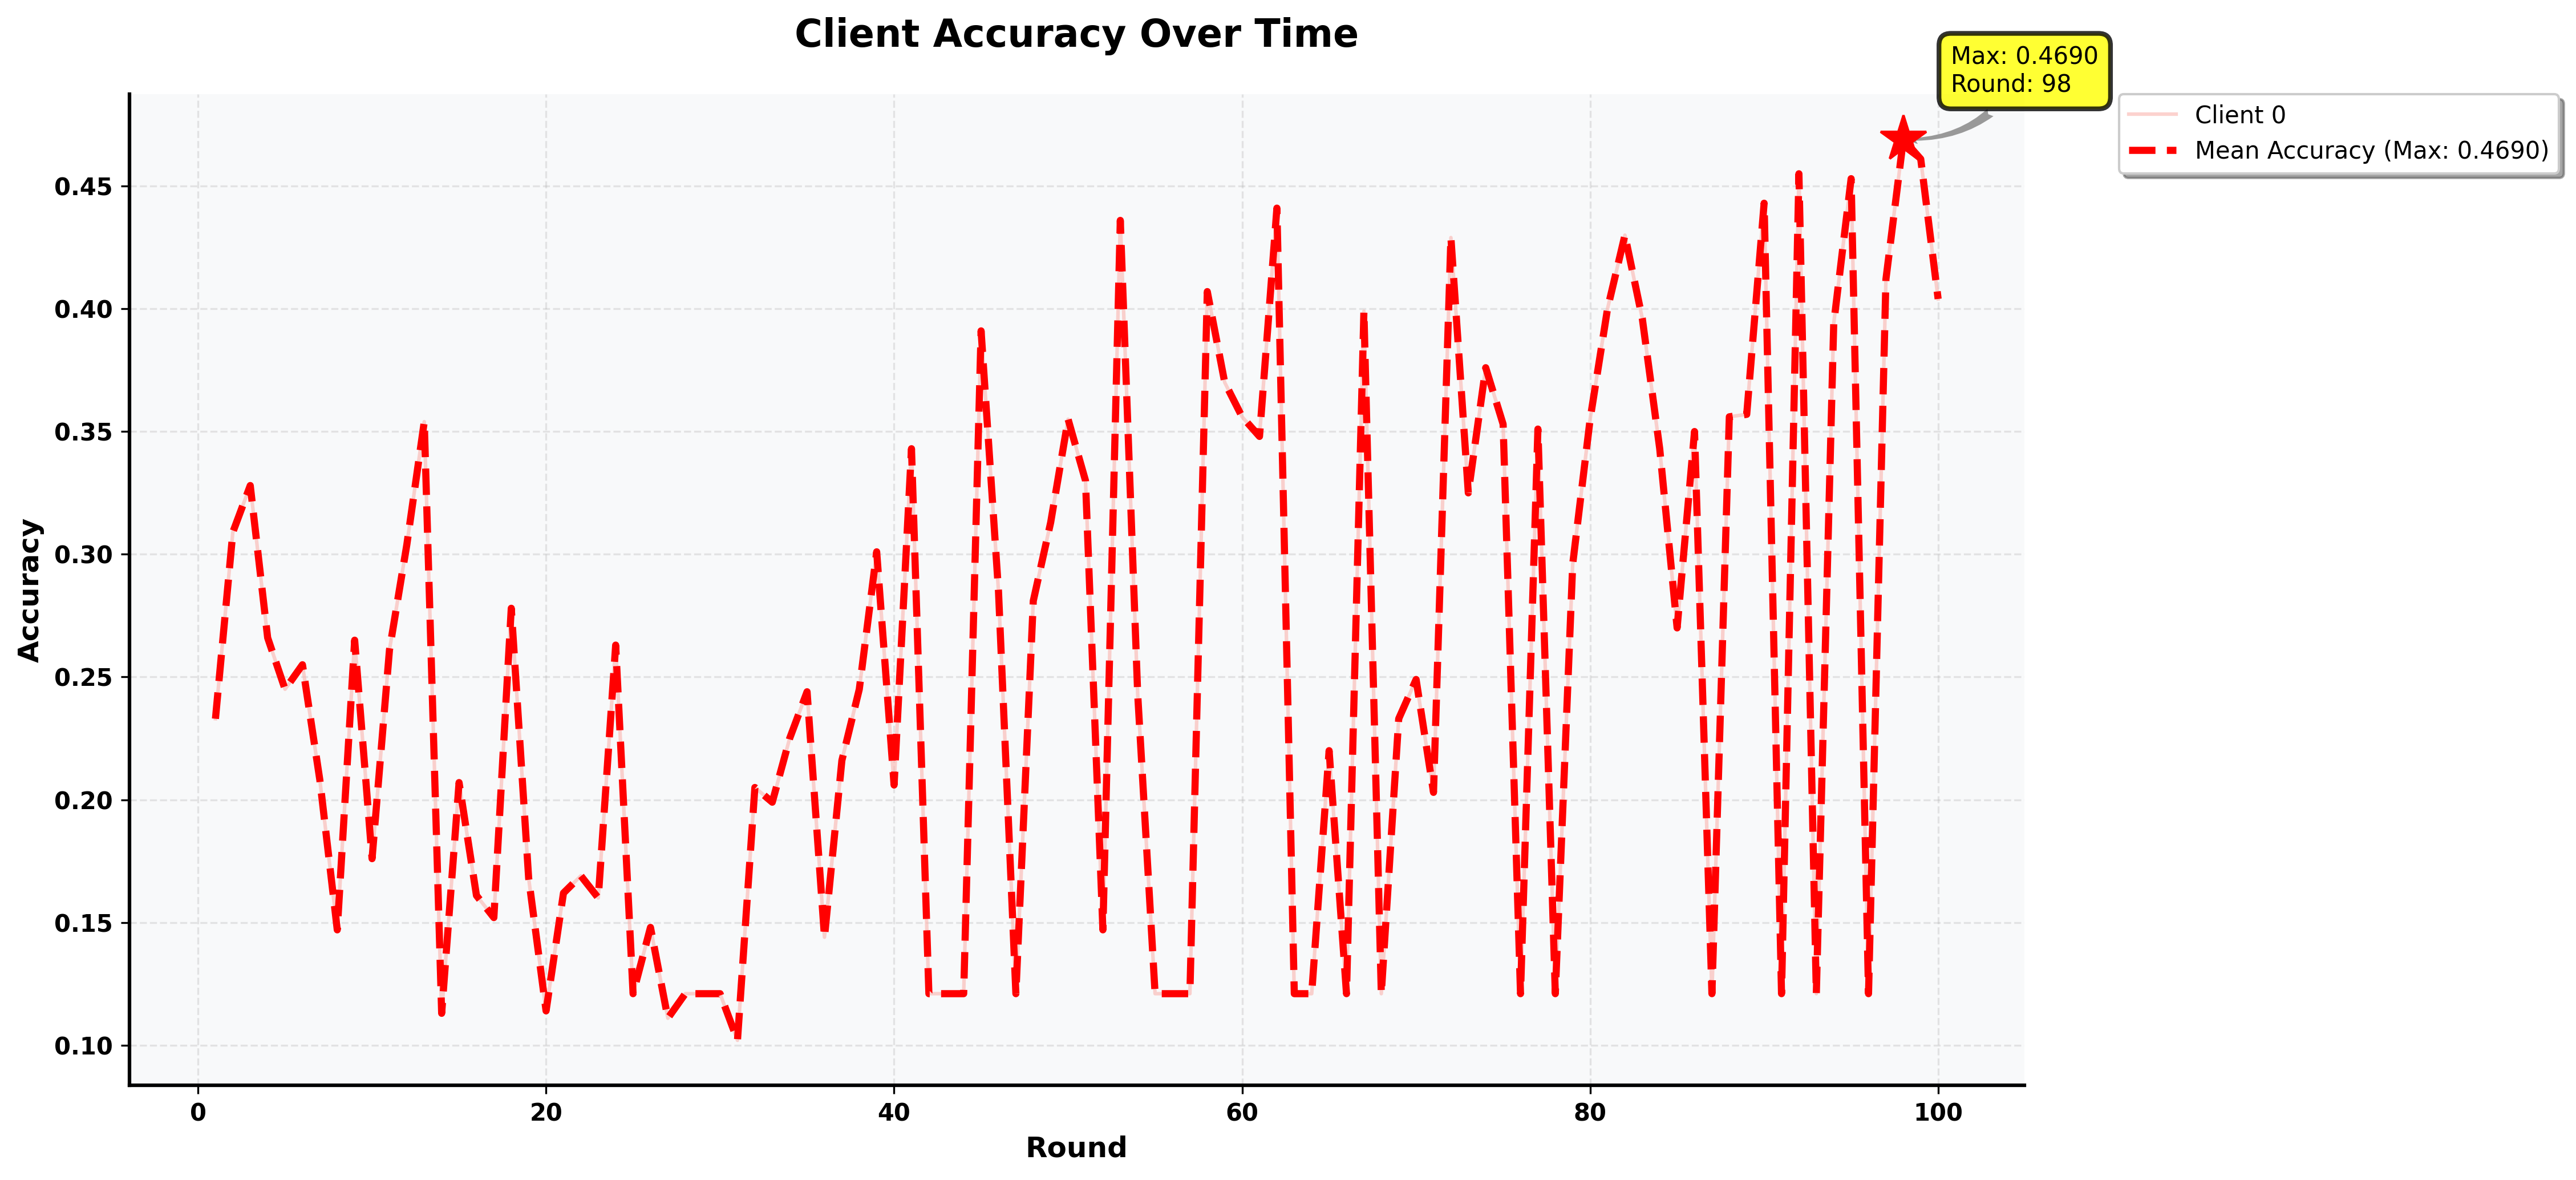 Client Accuracy Over Time
Max: 0.4690
Round: 98
Client 0
Mean Accuracy (Max: 0.4690)
Accuracy
0.45
0.40
0.35
0.30
0.25
0.20
0.15
0.10
0
20
40
60
80
100
Round